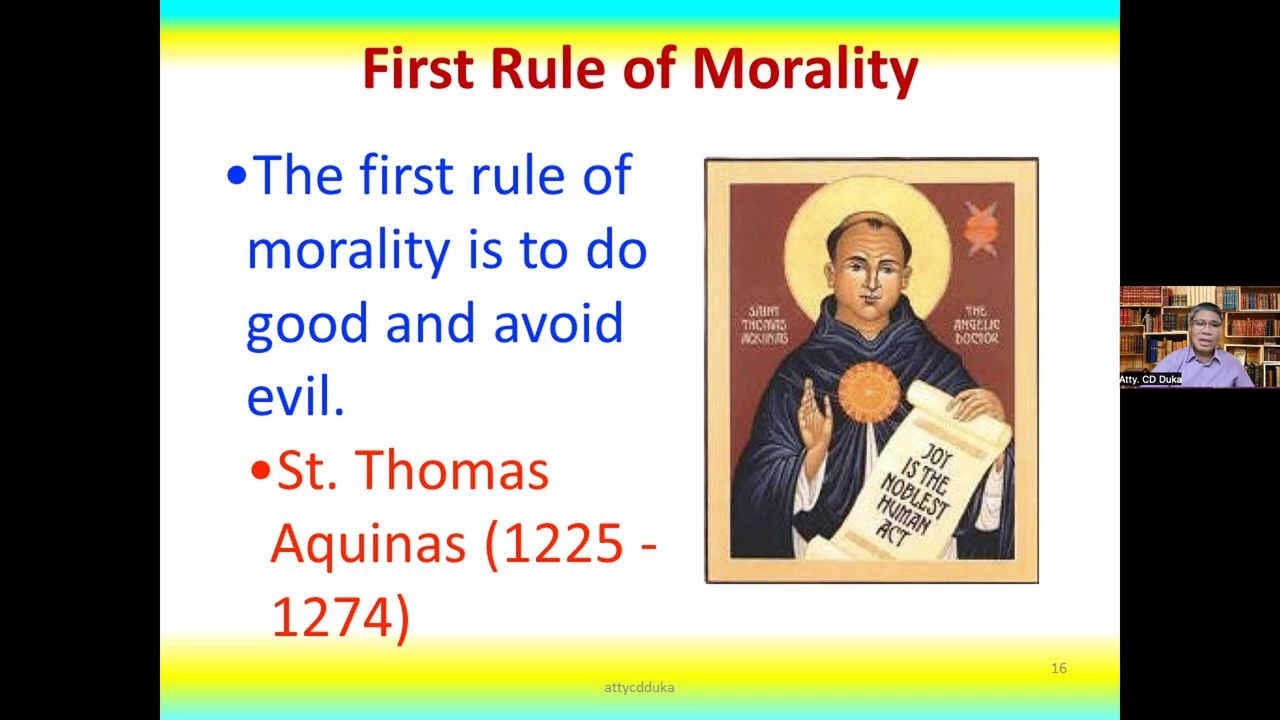 First Rule of Morality
•The first rule of
morality is to do
good and avoid
evil.
•St. Thomas
Aquinas (1225 -
1274)
SAINT
THOMAS
AQUINAS
THE
ANGELIC
DOCTOR
JOY
IS THE
NOBLEST
HUMAN
ACT
Atty. CD Duka
16
attycdduka